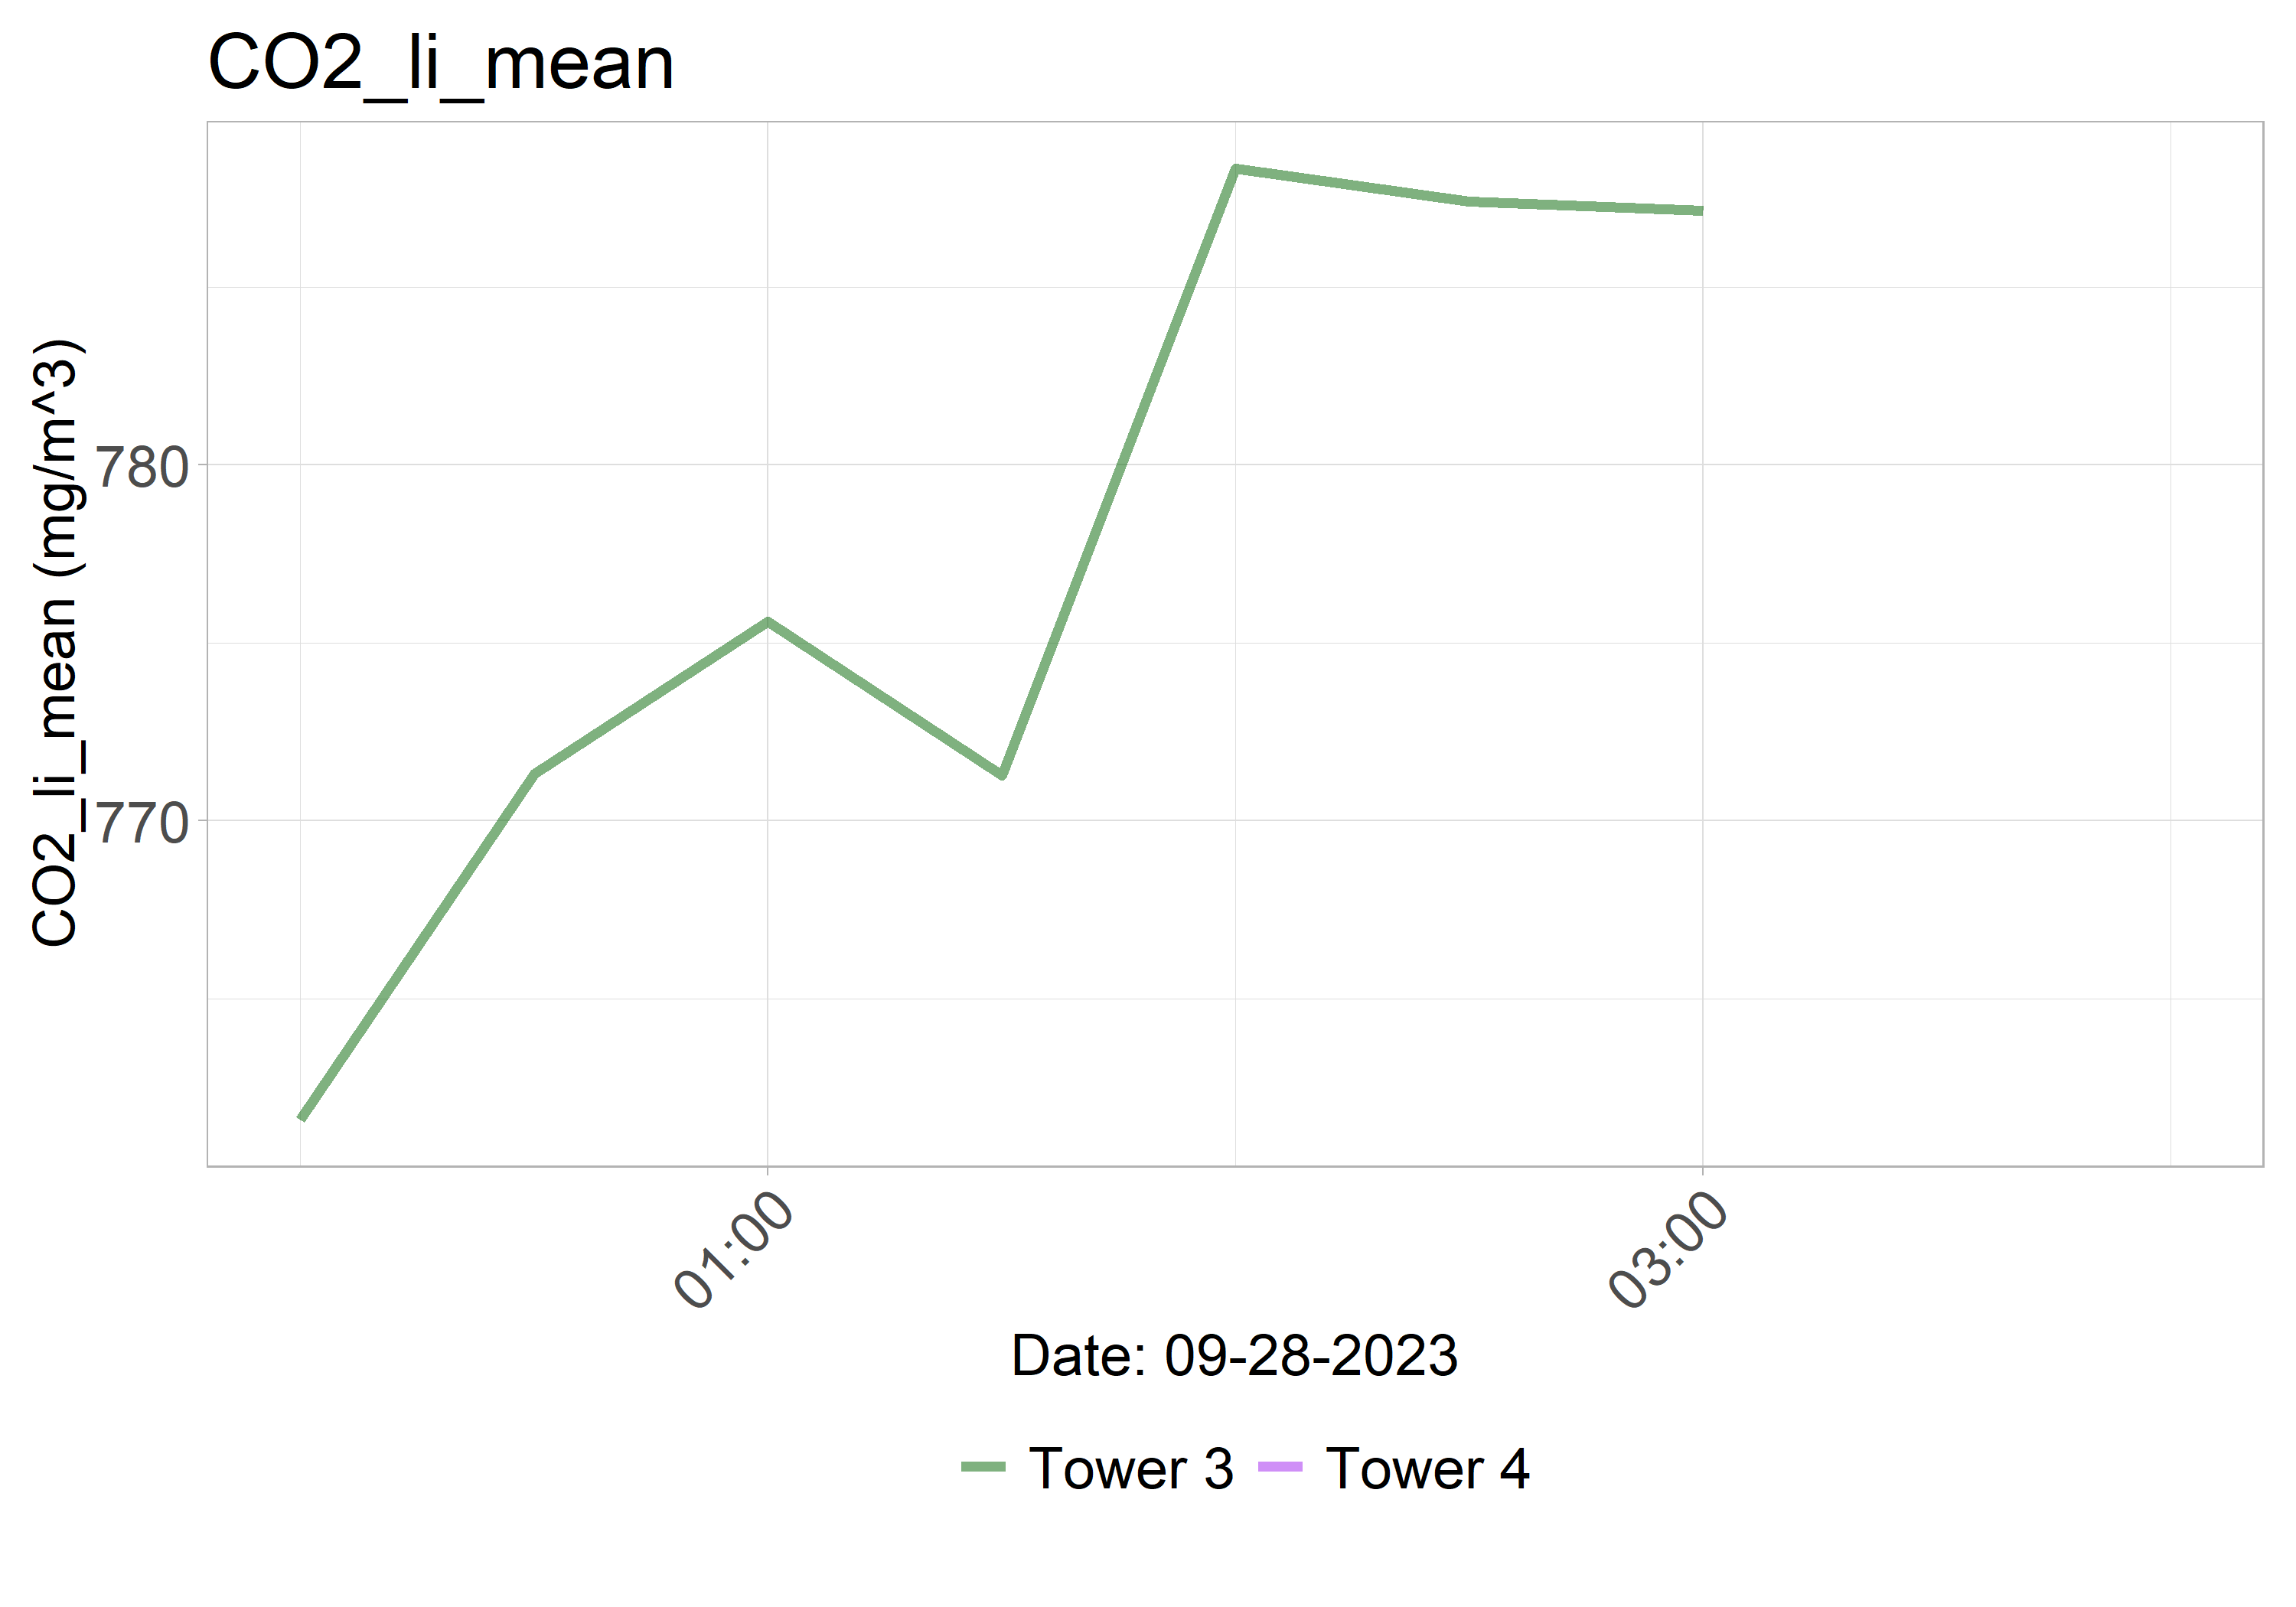 CO2_li_mean
CO2_li_mean (mg/m^3)
780
770
01:00
03:00
Date: 09-28-2023
Tower 3
Tower 4